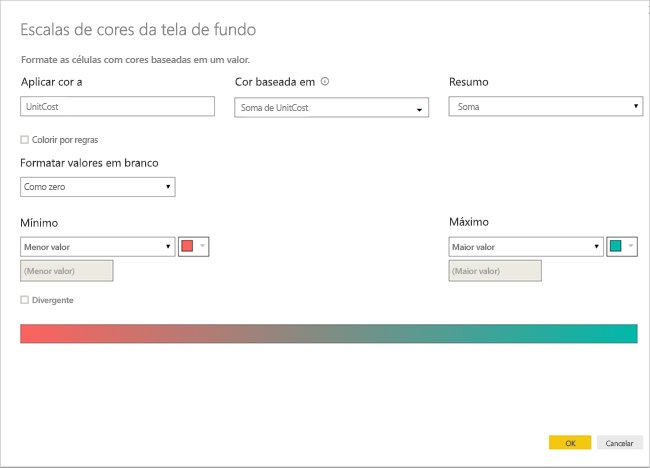 Escalas de cores da tela de fundo
Formate as células com cores baseadas em um valor.
Aplicar cor a
Cor baseada em
Resumo
UnitCost
Soma de UnitCost
Soma
Colorir por regras
Formatar valores em branco
Como zero
Mínimo
Máximo
Menor valor
Maior valor
(Menor valor)
(Maior valor)
Divergente
OK
Cancelar